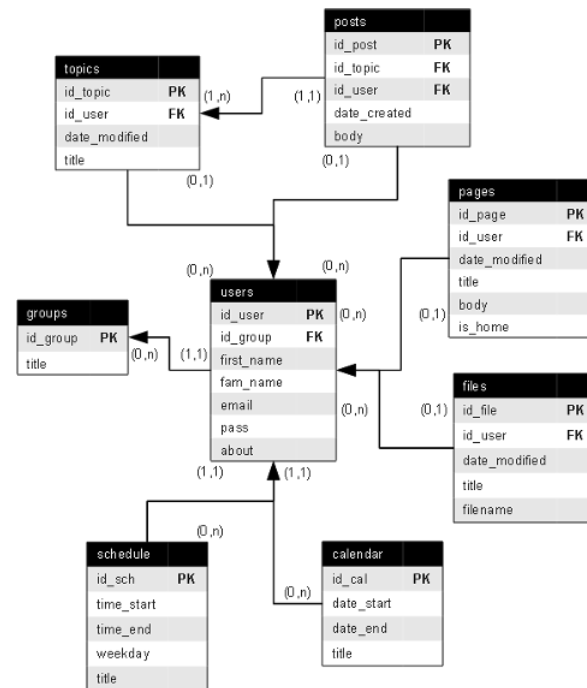 posts
id_post PK
id_topic FK
id_user FK
date_created
body
topics
id_topic PK
id_user FK
date_modified
title
(1,n)
(1,1)
(0,1)
(0,1)
pages
id_page PK
id_user FK
date_modified
title
body
is_home
(0,n)
(0,n)
users
id_user PK
id_group FK
first_name
fam_name
email
pass
about
(0,n)
(0,1)
groups
id_group PK
title
(0,n)
(1,1)
files
id_file PK
id_user FK
date_modified
title
filename
(0,n)
(0,1)
(1,1)
(1,1)
(0,n)
schedule
id_sch PK
time_start
time_end
weekday
title
(0,n)
calendar
id_cal PK
date_start
date_end
title